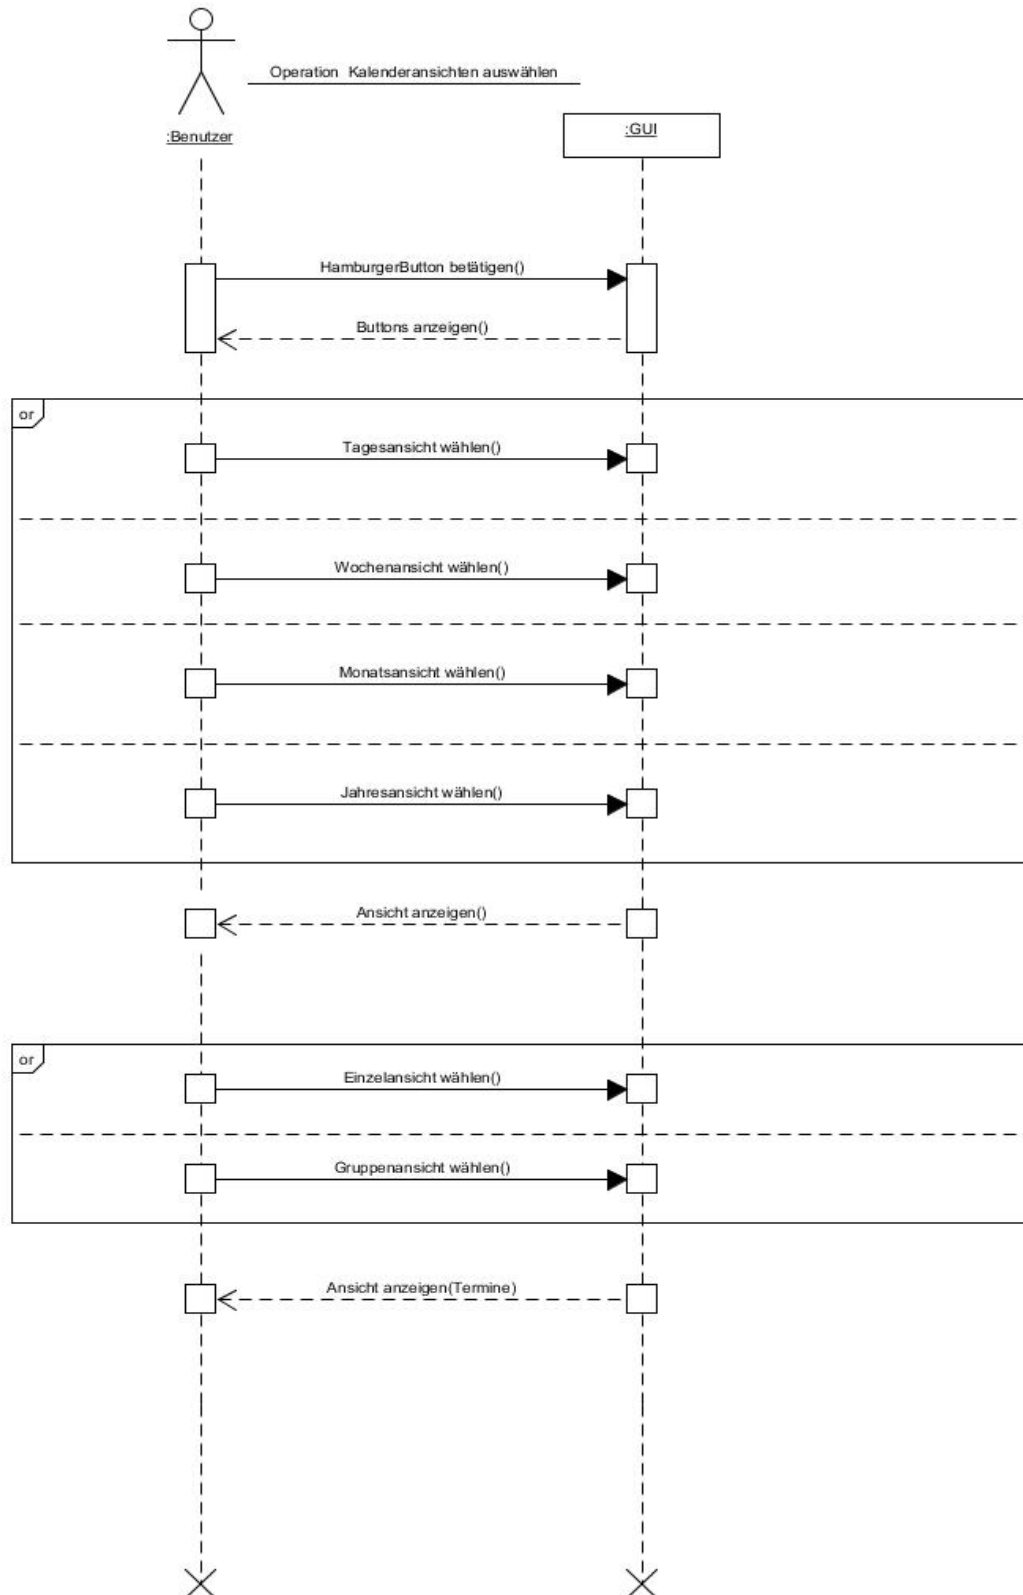 Operation Kalenderansichten auswählen
:Benutzer
:GUI
HamburgerButton betätigen()
Buttons anzeigen()
or
Tagesansicht wählen()
Wochenansicht wählen()
Monatsansicht wählen()
Jahresansicht wählen()
Ansicht anzeigen()
or
Einzelansicht wählen()
Gruppenansicht wählen()
Ansicht anzeigen(Termine)